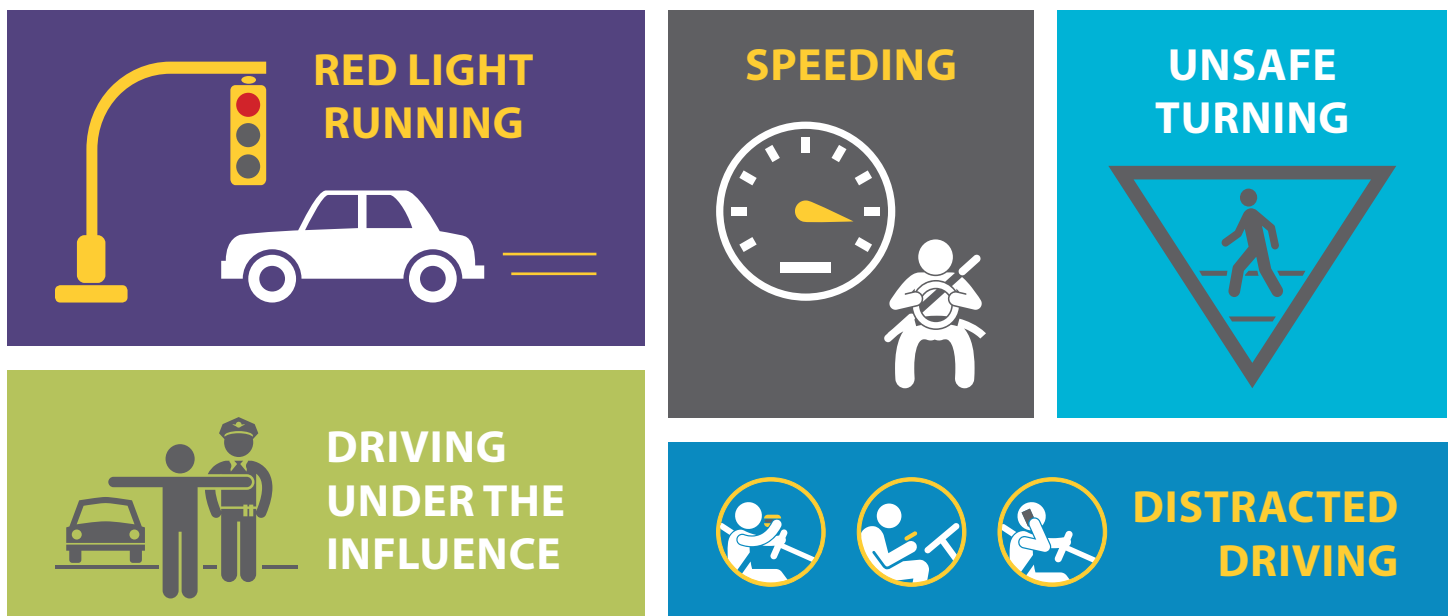 RED LIGHT
RUNNING
SPEEDING
UNSAFE
TURNING
DRIVING
UNDER THE
INFLUENCE
DISTRACTED
DRIVING